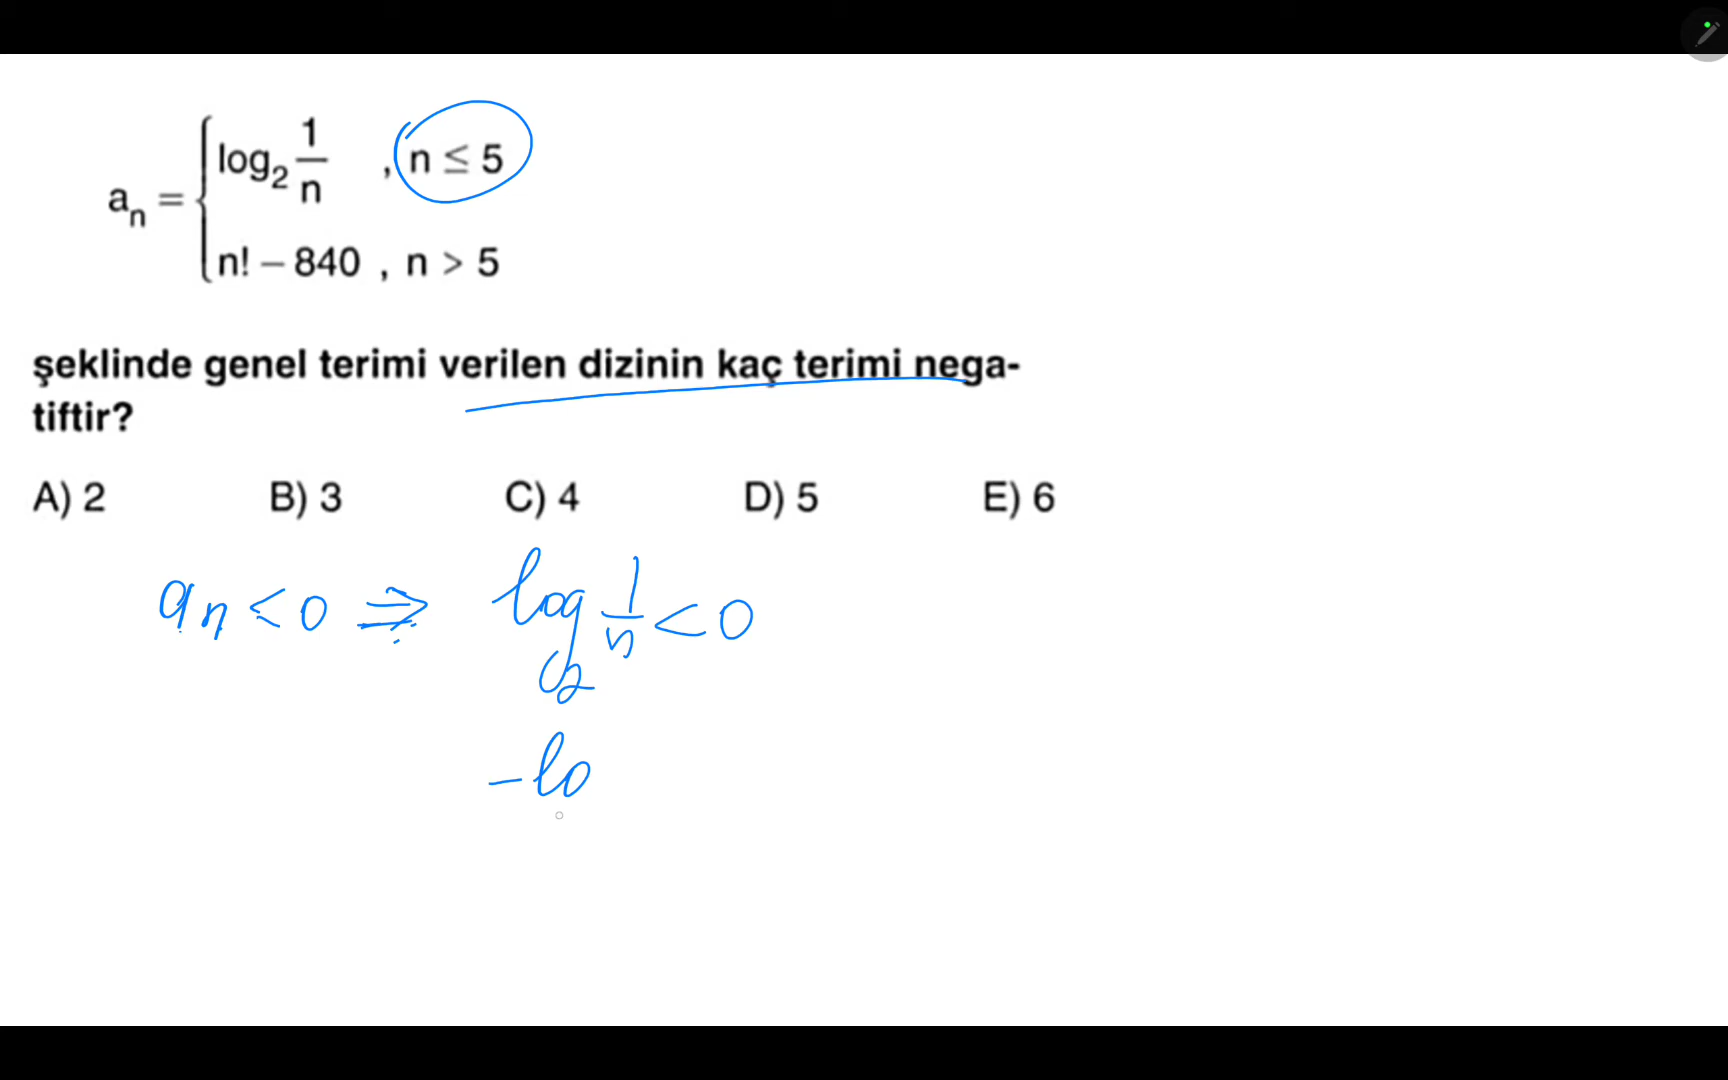 aₙ = { log₂ 1/n , n ≤ 5
n! – 840 , n > 5
şeklinde genel terimi verilen dizinin kaç terimi nega-
tiftir?
A) 2 B) 3 C) 4 D) 5 E) 6
aₙ < 0 ⇒ log₂ 1/n < 0
– lo